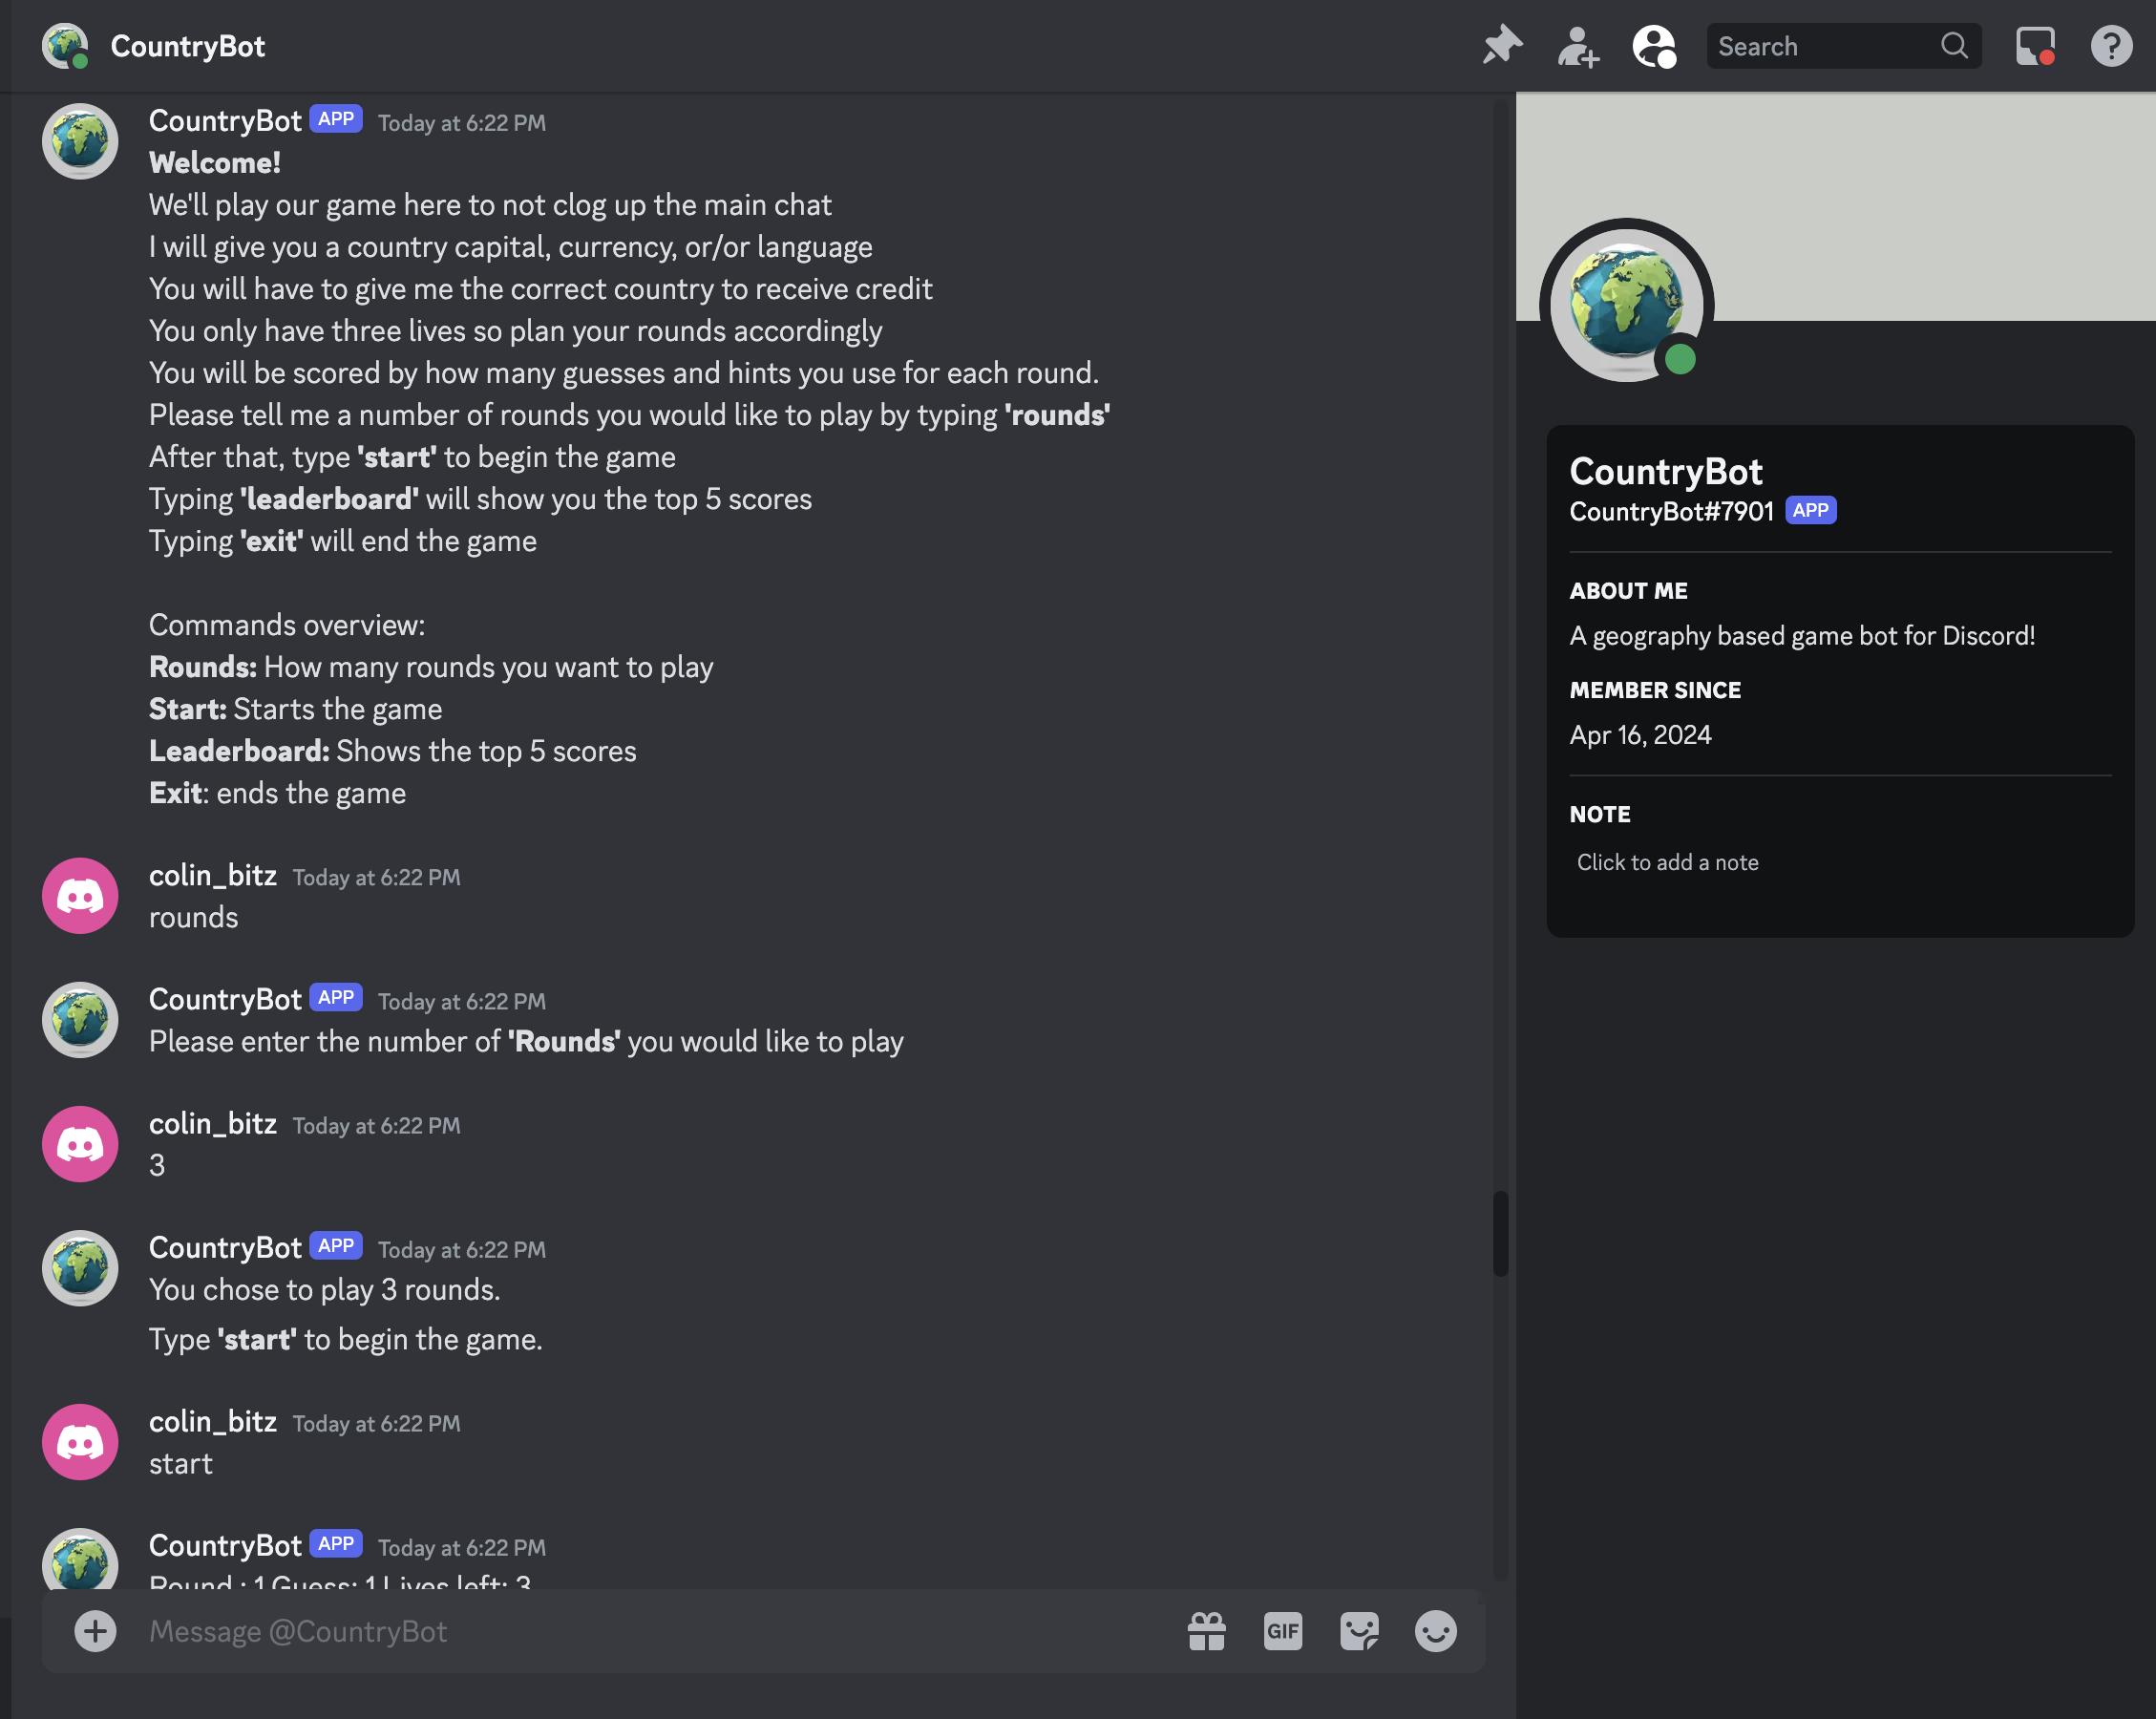 CountryBot
Search
CountryBot APP Today at 6:22 PM
Welcome!
We'll play our game here to not clog up the main chat
I will give you a country capital, currency, or/or language
You will have to give me the correct country to receive credit
You only have three lives so plan your rounds accordingly
You will be scored by how many guesses and hints you use for each round.
Please tell me a number of rounds you would like to play by typing 'rounds'
After that, type 'start' to begin the game
Typing 'leaderboard' will show you the top 5 scores
Typing 'exit' will end the game
Commands overview:
Rounds: How many rounds you want to play
Start: Starts the game
Leaderboard: Shows the top 5 scores
Exit: ends the game
colin_bitz Today at 6:22 PM
rounds
CountryBot APP Today at 6:22 PM
Please enter the number of 'Rounds' you would like to play
colin_bitz Today at 6:22 PM
3
CountryBot APP Today at 6:22 PM
You chose to play 3 rounds.
Type 'start' to begin the game.
colin_bitz Today at 6:22 PM
start
CountryBot APP Today at 6:22 PM
Round : 1 Guess: 1 Lives left: 3
Message @CountryBot
GIF
CountryBot
CountryBot#7901 APP
ABOUT ME
A geography based game bot for Discord!
MEMBER SINCE
Apr 16, 2024
NOTE
Click to add a note